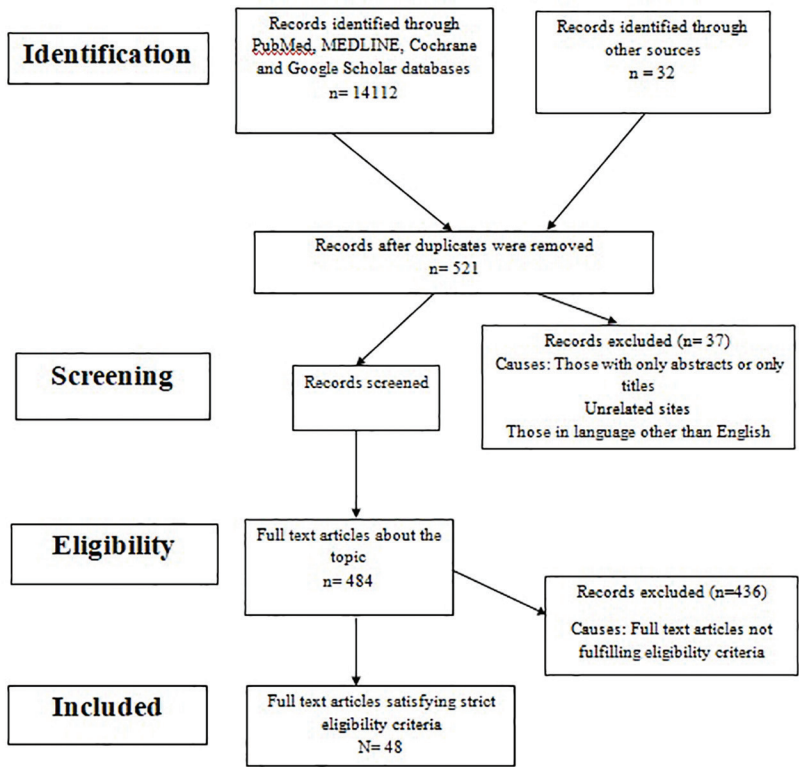 Identification
Records identified through
PubMed, MEDLINE, Cochrane
and Google Scholar databases
n= 14112
Records identified through
other sources
n = 32
Records after duplicates were removed
n= 521
Screening
Records screened
Records excluded (n= 37)
Causes: Those with only abstracts or only
titles
Unrelated sites
Those in language other than English
Eligibility
Full text articles about the
topic
n= 484
Records excluded (n=436)
Causes: Full text articles not
fulfilling eligibility criteria
Included
Full text articles satisfying strict
eligibility criteria
N= 48